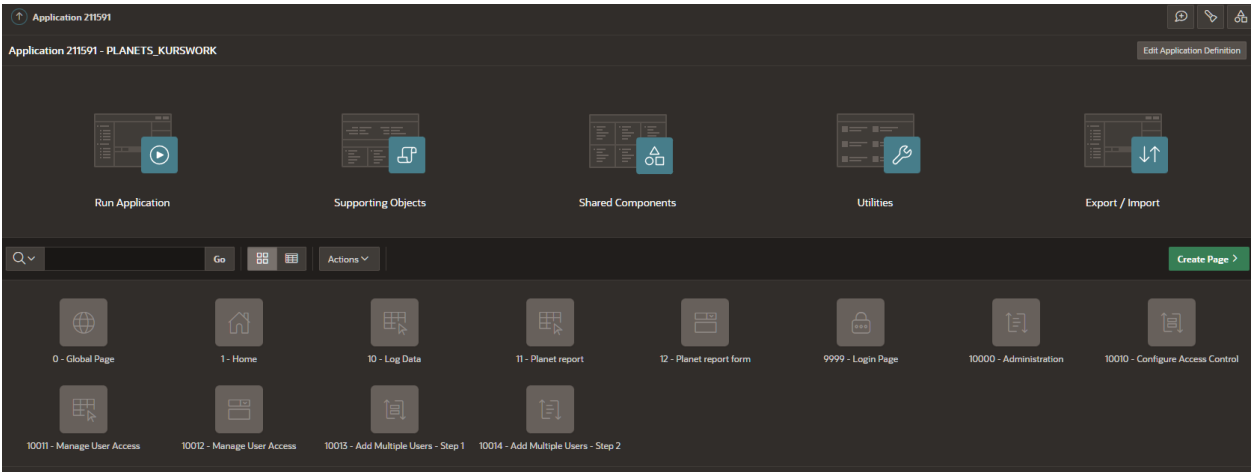 Application 211591
Application 211591 - PLANETS_KURSWORK
Edit Application Definition
Run Application
Supporting Objects
Shared Components
Utilities
Export / Import
Go
Actions
Create Page >
0 - Global Page
1 - Home
10 - Log Data
11 - Planet report
12 - Planet report form
9999 - Login Page
10000 - Administration
10010 - Configure Access Control
10011 - Manage User Access
10012 - Manage User Access
10013 - Add Multiple Users - Step 1
10014 - Add Multiple Users - Step 2